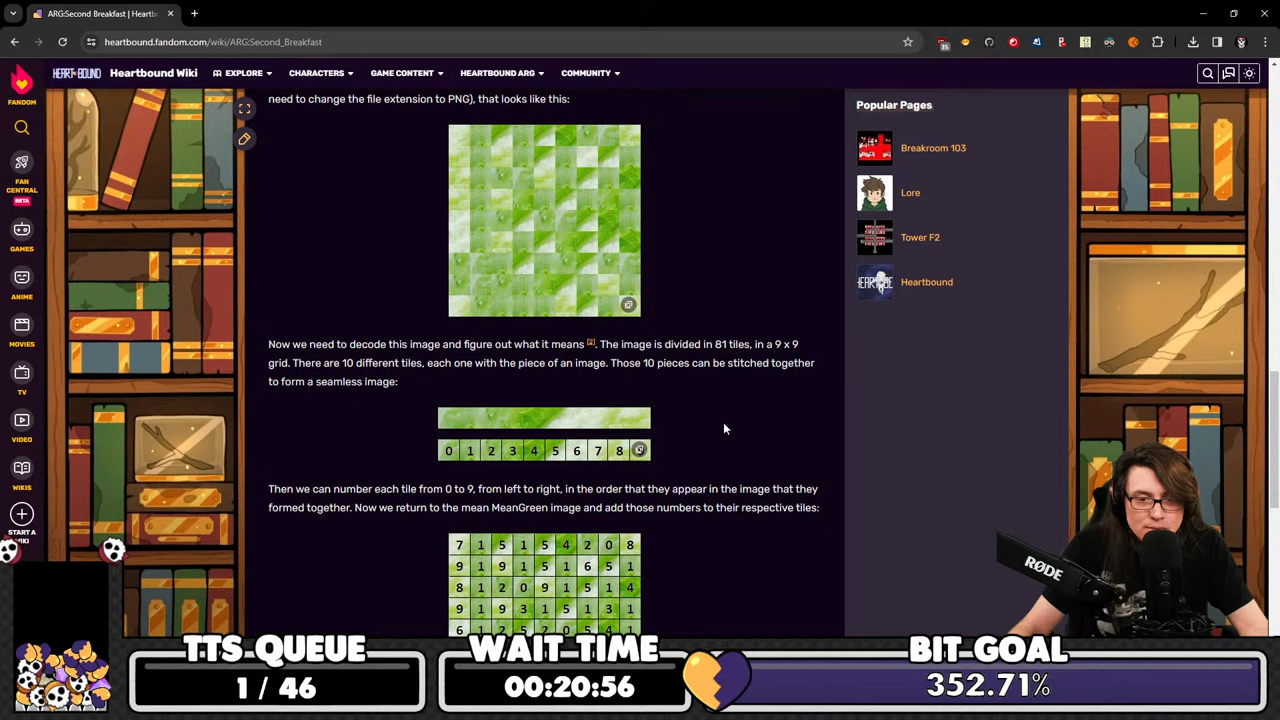 ARG:Second Breakfast | Heartb
heartbound.fandom.com/wiki/ARG:Second_Breakfast
35
FANDOM
FAN CENTRAL
BETA
GAMES
ANIME
MOVIES
TV
VIDEO
WIKIS
START A WIKI
HEARTBOUND
Heartbound Wiki
EXPLORE
CHARACTERS
GAME CONTENT
HEARTBOUND ARG
COMMUNITY
need to change the file extension to PNG), that looks like this:
Now we need to decode this image and figure out what it means [2]. The image is divided in 81 tiles, in a 9 x 9
grid. There are 10 different tiles, each one with the piece of an image. Those 10 pieces can be stitched together
to form a seamless image:
0 1 2 3 4 5 6 7 8
Then we can number each tile from 0 to 9, from left to right, in the order that they appear in the image that they
formed together. Now we return to the mean MeanGreen image and add those numbers to their respective tiles:
7 1 5 1 5 4 2 0 8
9 1 9 1 5 1 6 5 1
8 1 2 0 9 1 5 1 4
9 1 9 3 1 5 1 3 1
6 1 2 5 2 0 5 4
Popular Pages
Breakroom 103
Lore
Tower F2
Heartbound
RØDE
TTS QUEUE
1 / 46
WAIT TIME
00:20:56
BIT GOAL
352.71%